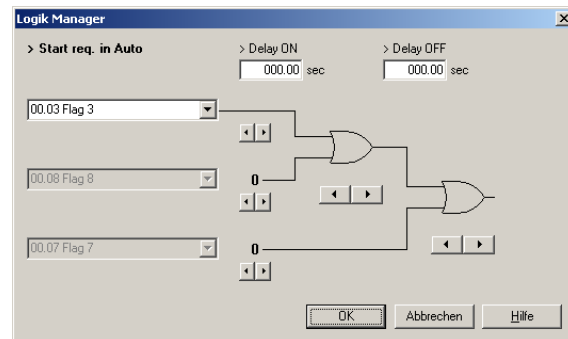 Logik Manager
> Start req. in Auto
> Delay ON
000.00 sec
> Delay OFF
000.00 sec
00.03 Flag 3
00.08 Flag 8
0
00.07 Flag 7
0
OK
Abbrechen
Hilfe